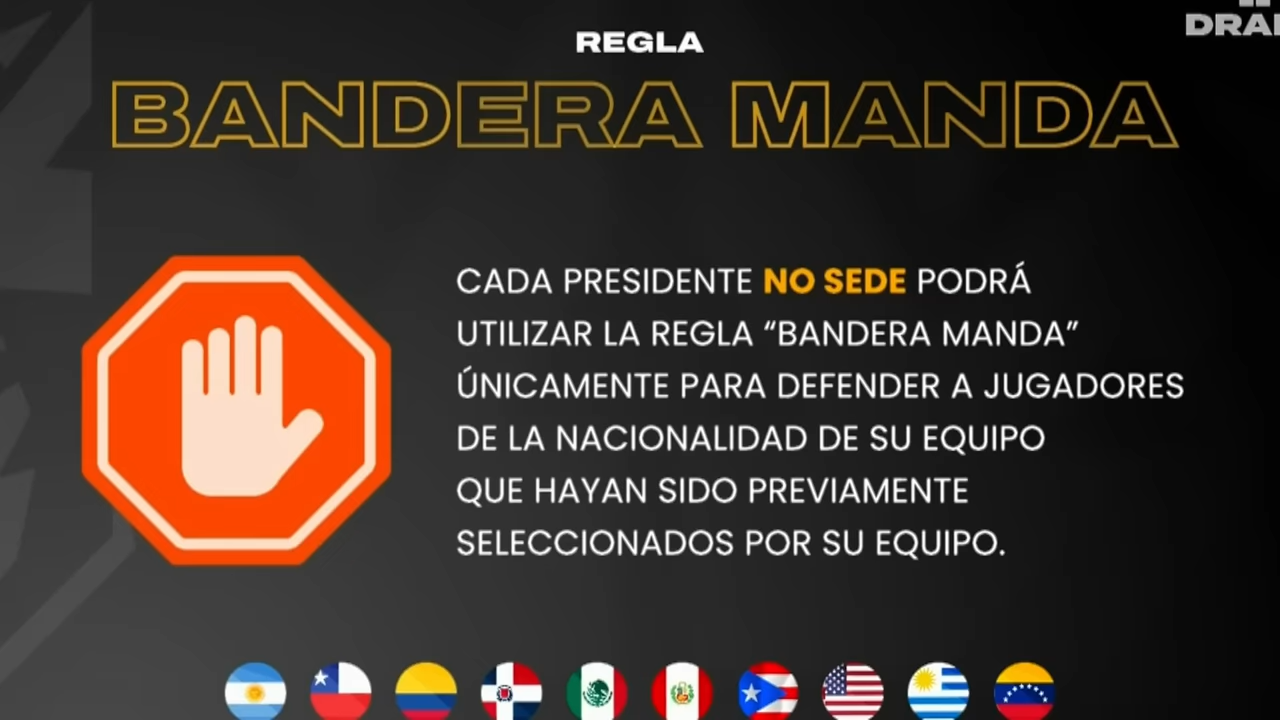 REGLA
BANDERA MANDA
CADA PRESIDENTE NO SEDE PODRÁ
UTILIZAR LA REGLA “BANDERA MANDA”
ÚNICAMENTE PARA DEFENDER A JUGADORES
DE LA NACIONALIDAD DE SU EQUIPO
QUE HAYAN SIDO PREVIAMENTE
SELECCIONADOS POR SU EQUIPO.